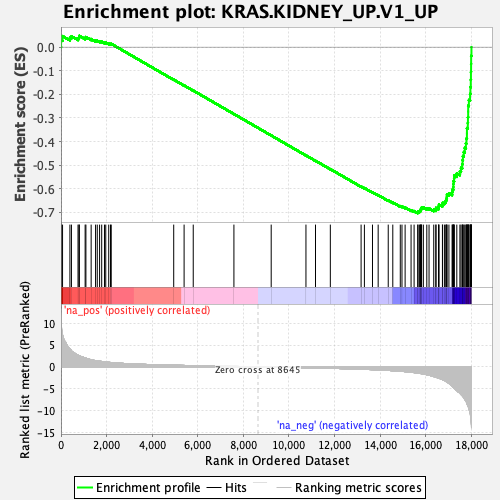 Enrichment plot: KRAS.KIDNEY_UP.V1_UP
Enrichment score (ES)
0.0
-0.1
-0.2
-0.3
-0.4
-0.5
-0.6
-0.7
'na_pos' (positively correlated)
Ranked list metric (PreRanked)
10
5
0
-5
-10
-15
Zero cross at 8645
'na_neg' (negatively correlated)
0
2,000
4,000
6,000
8,000
10,000
12,000
14,000
16,000
18,000
Rank in Ordered Dataset
Enrichment profile
Hits
Ranking metric scores